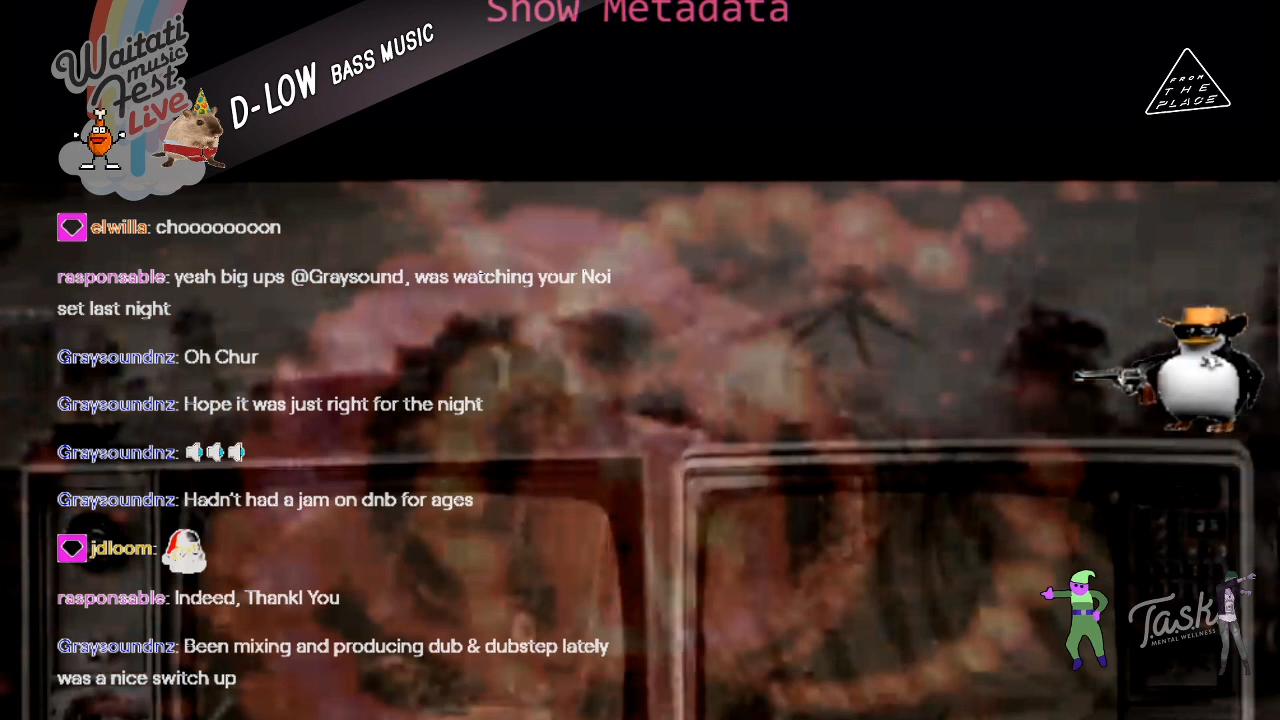 Show Metadata
Waitati
music
Fest.
Live
D-LOW BASS MUSIC
FROM
THE
PLACE
elwilla: chooooooooon
rasponsable: yeah big ups @Graysound, was watching your Noi
set last night
Graysoundnz: Oh Chur
Graysoundnz: Hope it was just right for the night
Graysoundnz: 🔈🔈🔈
Graysoundnz: Hadn't had a jam on dnb for ages
jdloom:
rasponsable: Indeed, Thankl You
Graysoundnz: Been mixing and producing dub & dubstep lately
was a nice switch up
Task
MENTAL WELLNESS